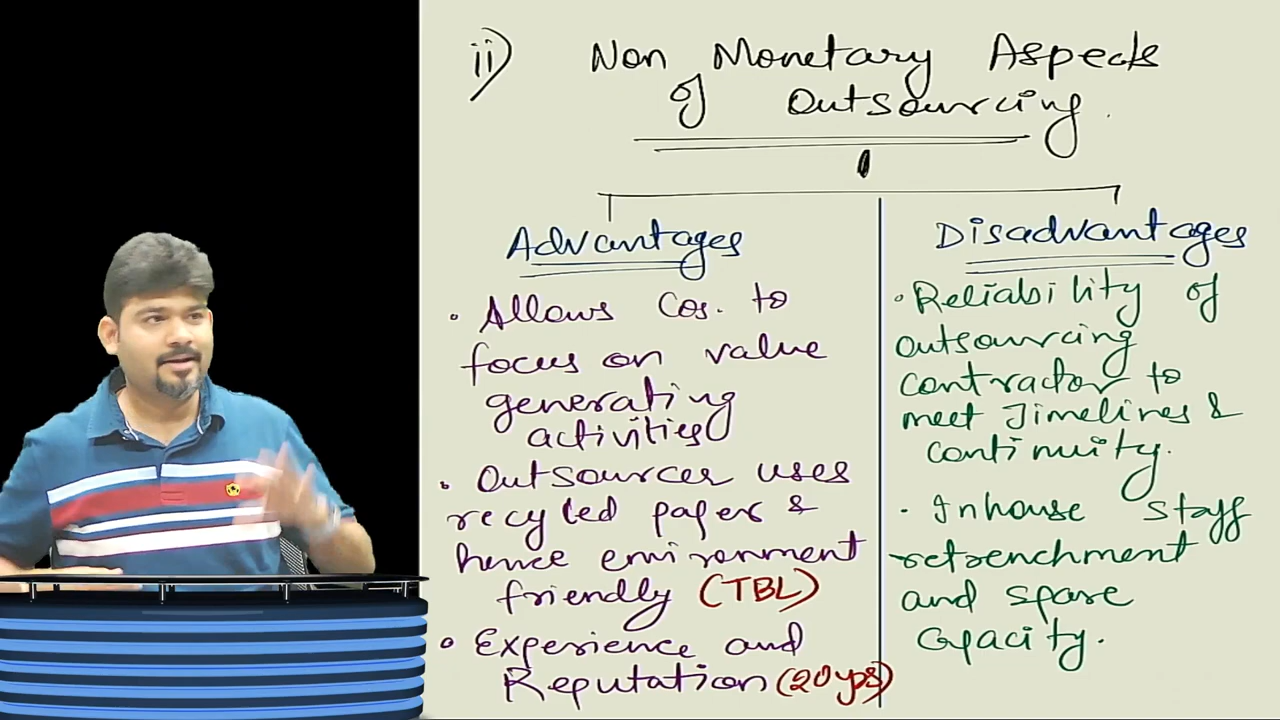 ii) Non Monetary Aspects
of Outsourcing.
Advantages
• Allows Cos. to
focus on value
generating
activities
• Outsourcer uses
recycled paper &
hence environment
friendly (TBL)
• Experience and
Reputation (20 yrs)
Disadvantages
• Reliability of
outsourcing
contractor to
meet Timelines &
continuity.
• Inhouse staff
retrenchment
and spare
capacity.